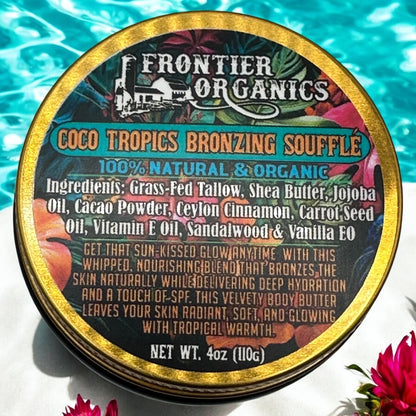 FRONTIER
ORGANICS
COCO TROPICS BRONZING SOUFFLÉ
100% NATURAL & ORGANIC
Ingredients: Grass-Fed Tallow, Shea Butter, Jojoba
Oil, Cacao Powder, Ceylon Cinnamon, Carrot Seed
Oil, Vitamin E Oil, Sandalwood & Vanilla EO
GET THAT SUN-KISSED GLOW ANYTIME WITH THIS
WHIPPED, NOURISHING BLEND THAT BRONZES THE
SKIN NATURALLY WHILE DELIVERING DEEP HYDRATION
AND A TOUCH OF SPF. THIS VELVETY BODY BUTTER
LEAVES YOUR SKIN RADIANT, SOFT, AND GLOWING
WITH TROPICAL WARMTH.
NET WT. 4oz (110g)